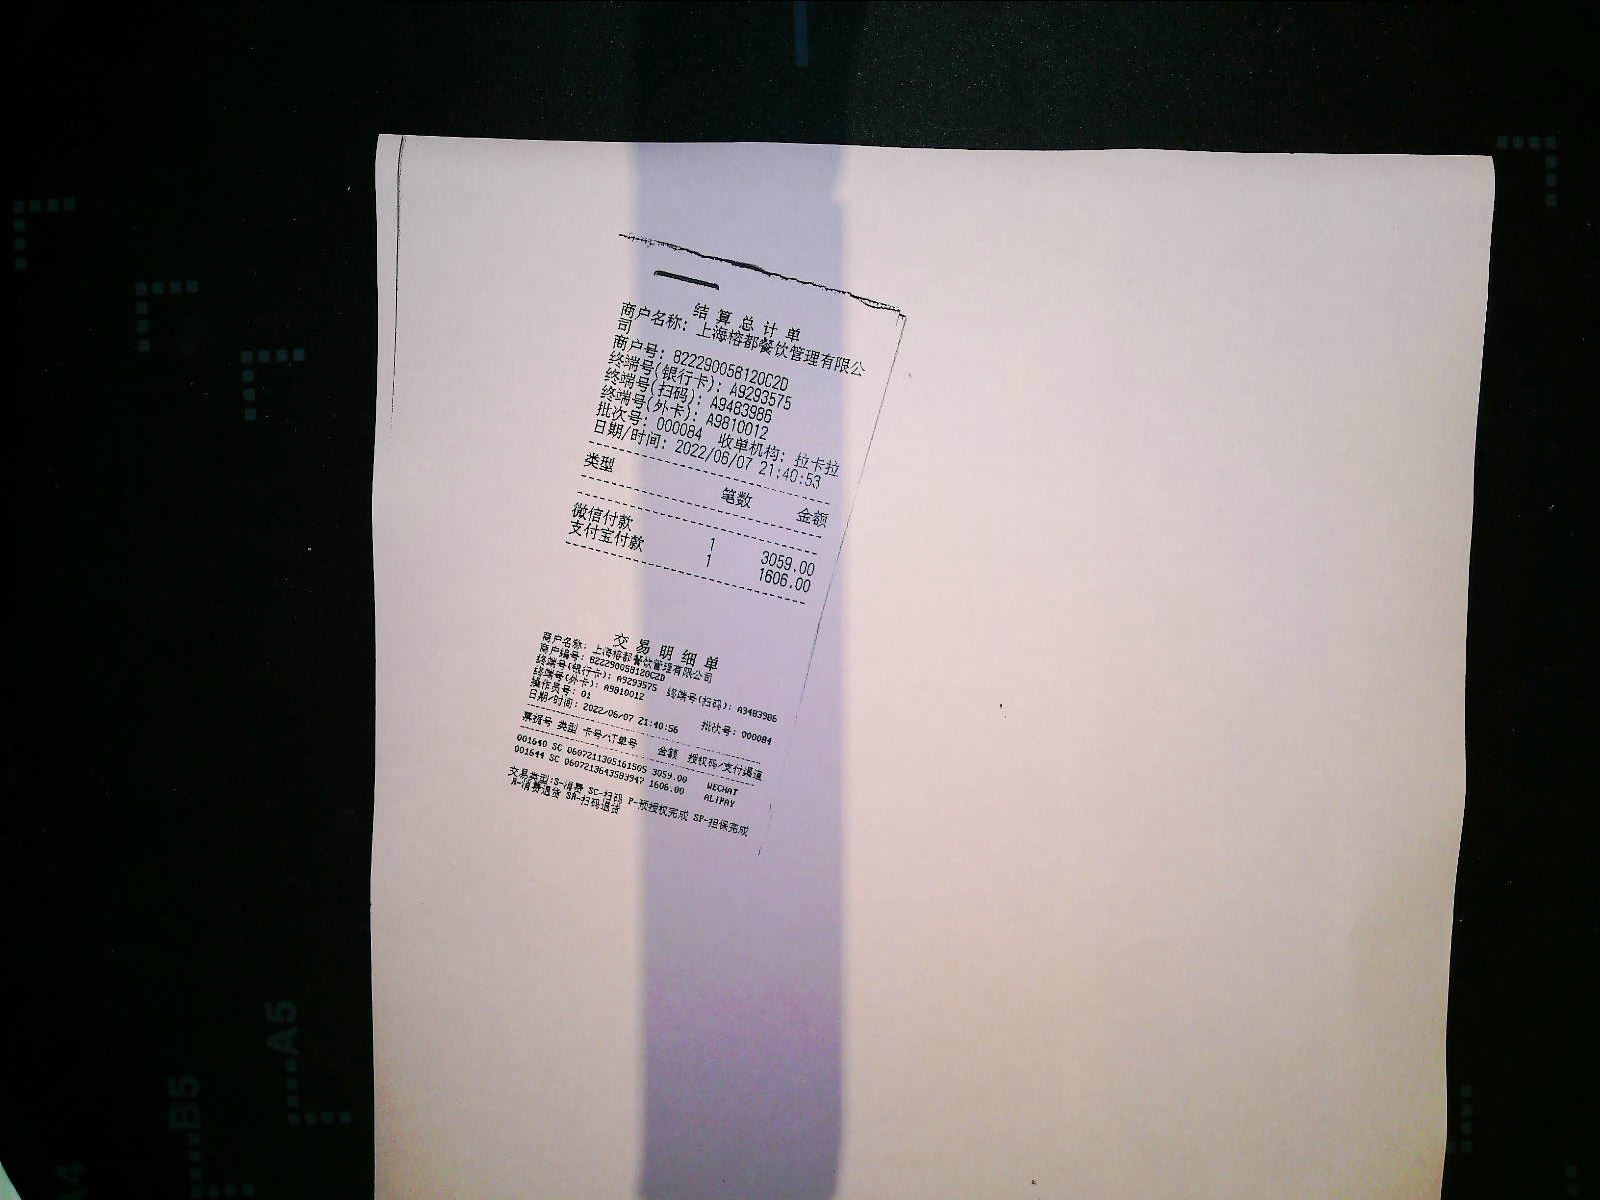 结算总计单
商户名称：上海榕都餐饮管理有限公
司
商户号：822290058120C2D
终端号(银行卡)：A9293575
终端号(扫码)：A9483986
终端号(外卡)：A9810012
批次号：000084 收单机构：拉卡拉
日期/时间：2022/06/07 21:40:53
类型 笔数 金额
微信付款 1 3059.00
支付宝付款 1 1606.00
交易明细单
商户名称：上海榕都餐饮管理有限公司
商户编号：822290058120C2D
终端号(银行卡)：A9293575 终端号(扫码)：A9483986
终端号(外卡)：A9810012
操作员号：01 批次号：000084
日期/时间：2022/06/07 21:40:56
票据号 类型 卡号/订单号 金额 授权码/支付渠道
001640 SC 06072113051615OS 3059.00 WECHAT
001644 SC 0607213643583947 1606.00 ALIPAY
交易类型:S-消费 SC-扫码 P-预授权完成 SP-担保完成
R-消费退货 SR-扫码退货
A5
B5
A4